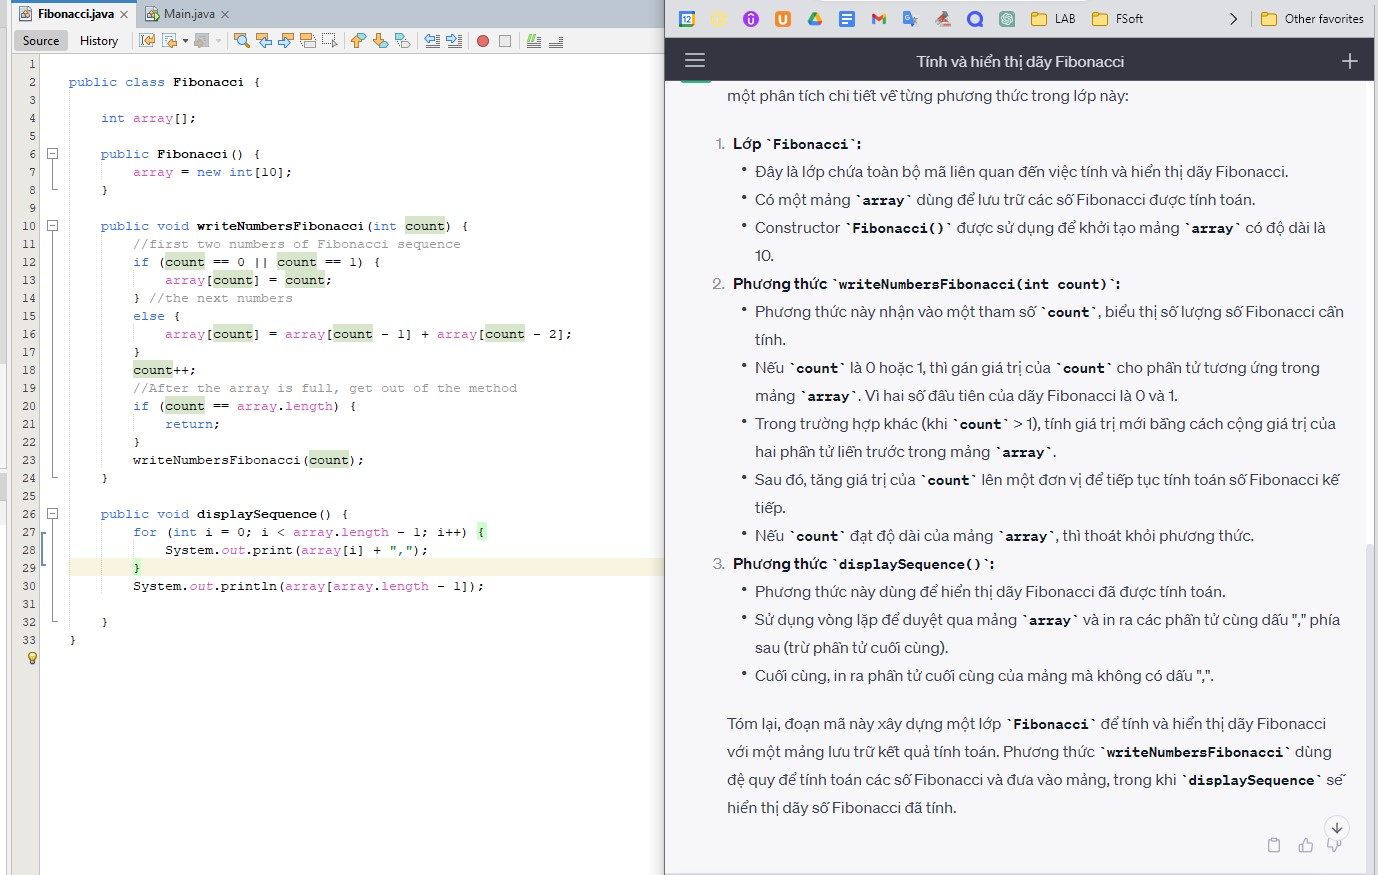 Fibonacci.java
Main.java
Source
History
1
2 public class Fibonacci {
3
4 int array[];
5
6 public Fibonacci() {
7 array = new int[10];
8 }
9
10 public void writeNumbersFibonacci(int count) {
11 //first two numbers of Fibonacci sequence
12 if (count == 0 || count == 1) {
13 array[count] = count;
14 } //the next numbers
15 else {
16 array[count] = array[count - 1] + array[count - 2];
17 }
18 count++;
19 //After the array is full, get out of the method
20 if (count == array.length) {
21 return;
22 }
23 writeNumbersFibonacci(count);
24 }
25
26 public void displaySequence() {
27 for (int i = 0; i < array.length - 1; i++) {
28 System.out.print(array[i] + ",");
29 }
30 System.out.println(array[array.length - 1]);
31
32 }
33 }
12
LAB
FSoft
Other favorites
Tính và hiển thị dãy Fibonacci
một phân tích chi tiết về từng phương thức trong lớp này:
1. Lớp `Fibonacci`:
• Đây là lớp chứa toàn bộ mã liên quan đến việc tính và hiển thị dãy Fibonacci.
• Có một mảng `array` dùng để lưu trữ các số Fibonacci được tính toán.
• Constructor `Fibonacci()` được sử dụng để khởi tạo mảng `array` có độ dài là
10.
2. Phương thức `writeNumbersFibonacci(int count)`:
• Phương thức này nhận vào một tham số `count`, biểu thị số lượng số Fibonacci cần
tính.
• Nếu `count` là 0 hoặc 1, thì gán giá trị của `count` cho phần tử tương ứng trong
mảng `array`. Vì hai số đầu tiên của dãy Fibonacci là 0 và 1.
• Trong trường hợp khác (khi `count` > 1), tính giá trị mới bằng cách cộng giá trị của
hai phần tử liền trước trong mảng `array`.
• Sau đó, tăng giá trị của `count` lên một đơn vị để tiếp tục tính toán số Fibonacci kế
tiếp.
• Nếu `count` đạt độ dài của mảng `array`, thì thoát khỏi phương thức.
3. Phương thức `displaySequence()`:
• Phương thức này dùng để hiển thị dãy Fibonacci đã được tính toán.
• Sử dụng vòng lặp để duyệt qua mảng `array` và in ra các phần tử cùng dấu "," phía
sau (trừ phần tử cuối cùng).
• Cuối cùng, in ra phần tử cuối cùng của mảng mà không có dấu ",".
Tóm lại, đoạn mã này xây dựng một lớp `Fibonacci` để tính và hiển thị dãy Fibonacci
với một mảng lưu trữ kết quả tính toán. Phương thức `writeNumbersFibonacci` dùng
đệ quy để tính toán các số Fibonacci và đưa vào mảng, trong khi `displaySequence` sẽ
hiển thị dãy số Fibonacci đã tính.